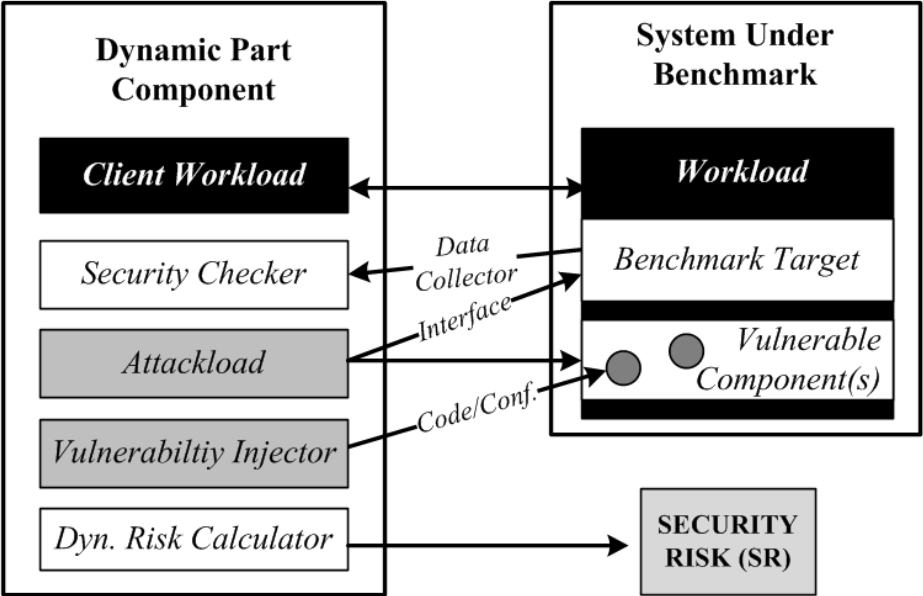 Dynamic Part
Component
Client Workload
Security Checker
Attackload
Vulnerabiltiy Injector
Dyn. Risk Calculator
Data
Collector
Interface
Code/Conf.
System Under
Benchmark
Workload
Benchmark Target
Vulnerable
Component(s)
SECURITY
RISK (SR)